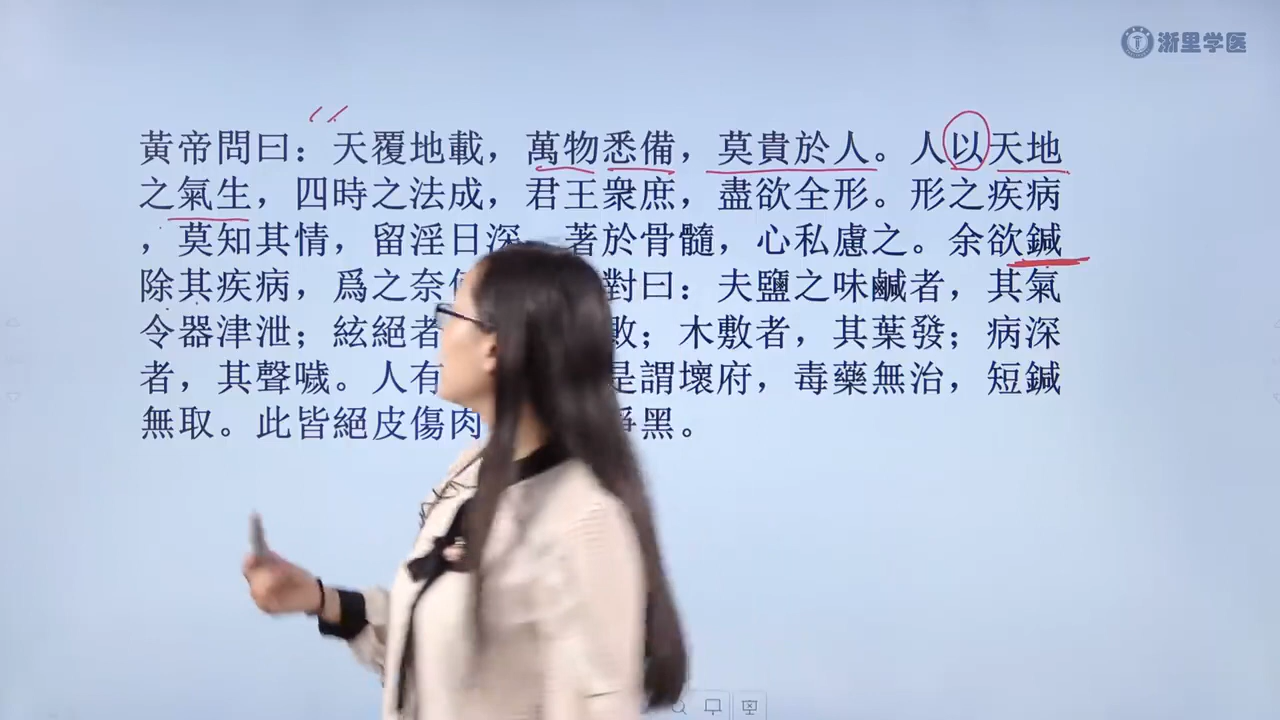 浙里学医
黃帝問曰：天覆地載，萬物悉備，莫貴於人。人以天地
之氣生，四時之法成，君王衆庶，盡欲全形。形之疾病
，莫知其情，留淫日深 著於骨髓，心私慮之。余欲鍼
除其疾病，爲之奈 對曰：夫鹽之味鹹者，其氣
令器津泄；絃絕者 敗；木敷者，其葉發；病深
者，其聲噦。人有 是謂壞府，毒藥無治，短鍼
無取。此皆絕皮傷肉 黑。